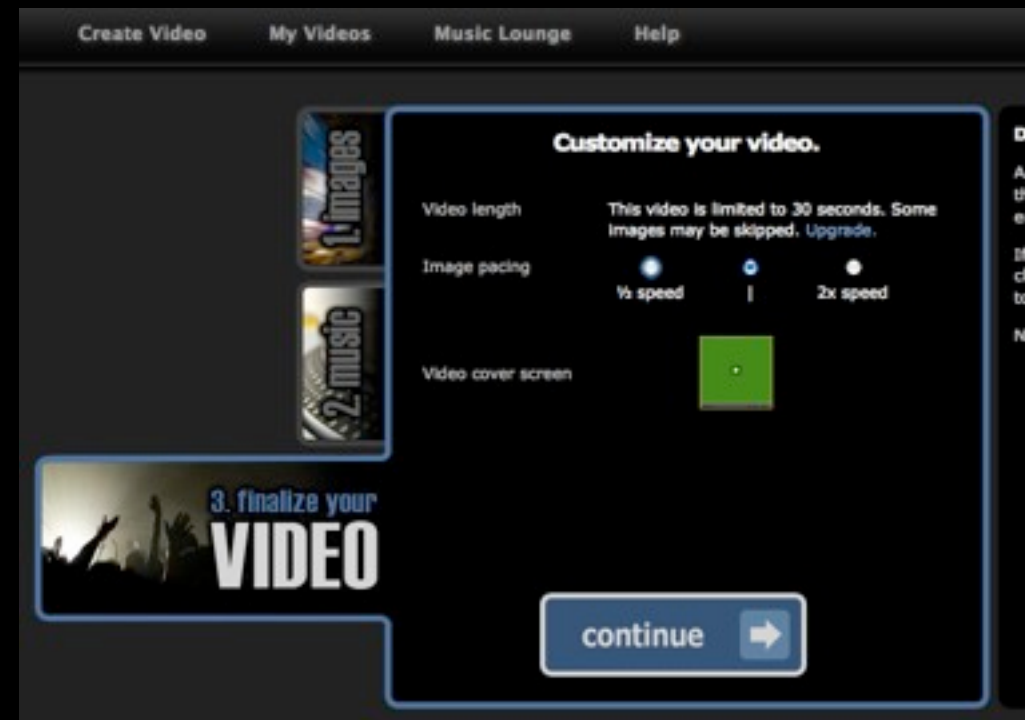 Create Video My Videos Music Lounge Help
1. images
2. music
3. finalize your
VIDEO
Customize your video.
Video length
This video is limited to 30 seconds. Some
images may be skipped. Upgrade.
Image pacing
½ speed | 2x speed
Video cover screen
continue